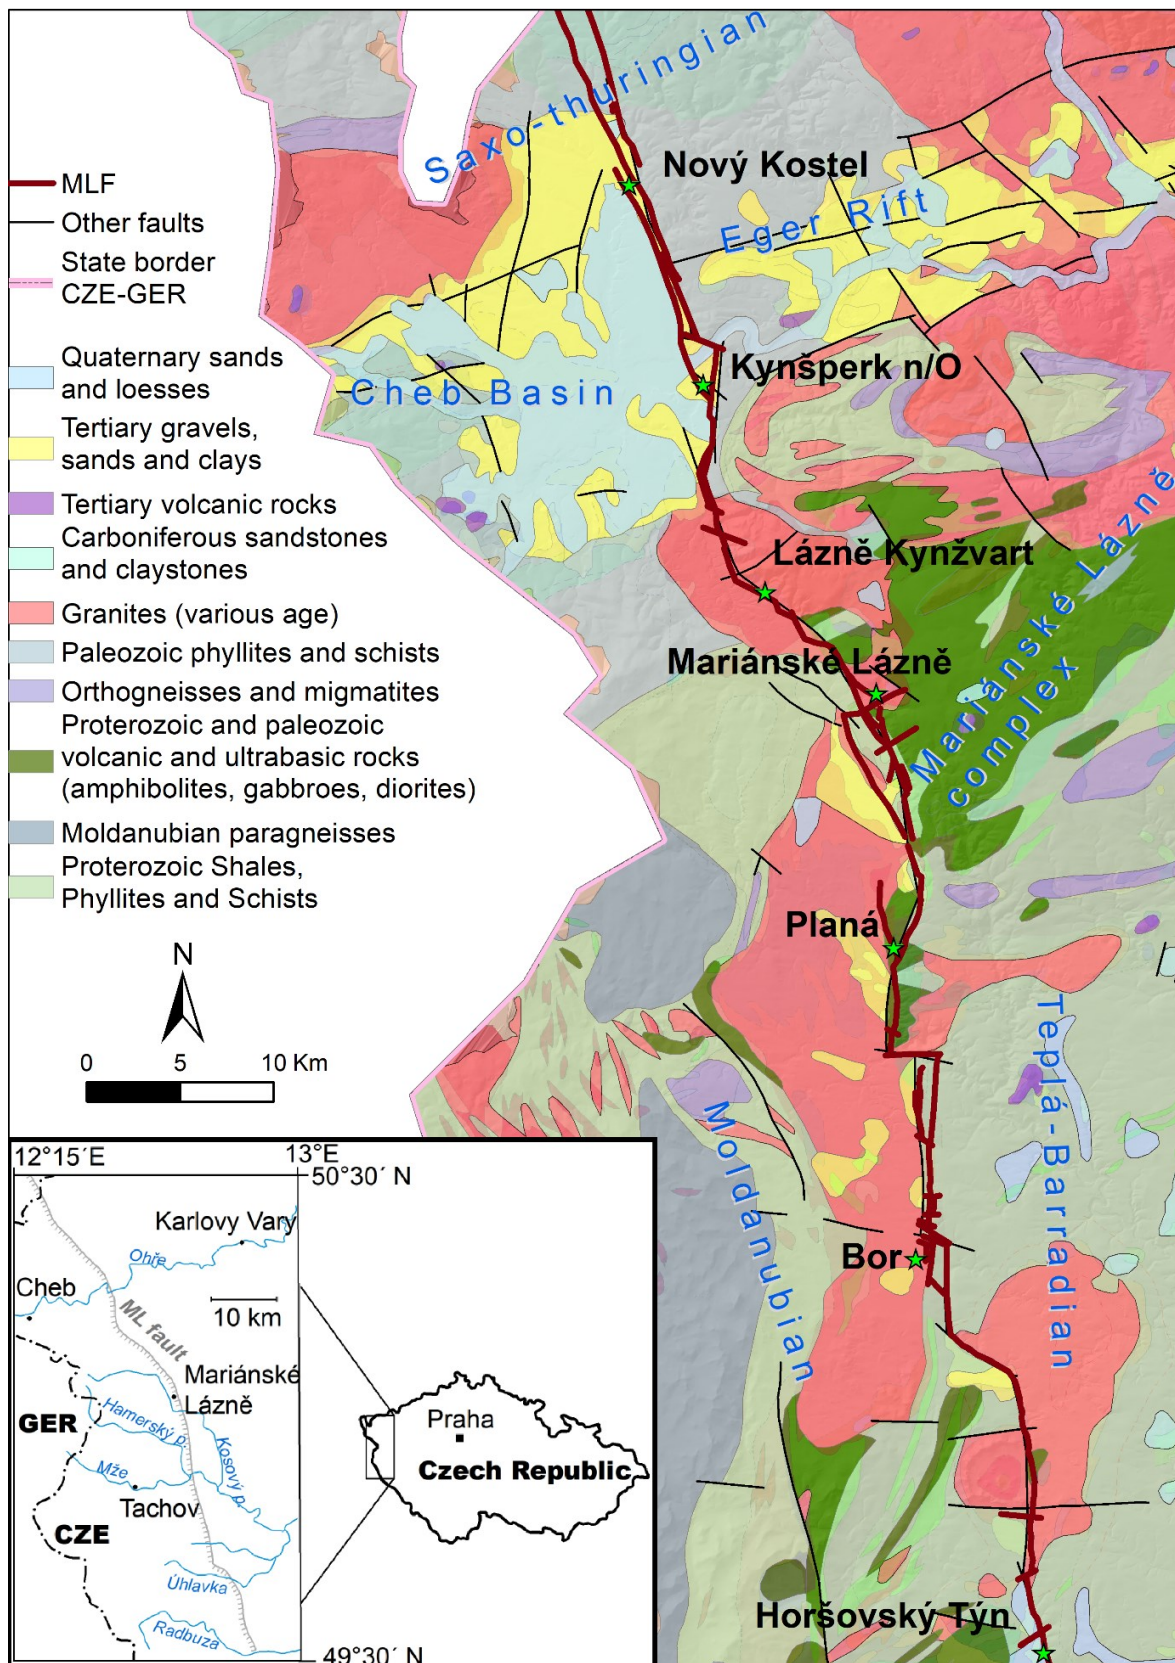 Saxo-thuringian
Nový Kostel
Eger Rift
Kynšperk n/O
Cheb Basin
Lázně Kynžvart
Mariánské Lázně
Mariánské Lázně
complex
Planá
Teplá-Barradian
Moldanubian
Bor
Horšovský Týn
MLF
Other faults
State border
CZE-GER
Quaternary sands
and loesses
Tertiary gravels,
sands and clays
Tertiary volcanic rocks
Carboniferous sandstones
and claystones
Granites (various age)
Paleozoic phyllites and schists
Orthogneisses and migmatites
Proterozoic and paleozoic
volcanic and ultrabasic rocks
(amphibolites, gabbroes, diorites)
Moldanubian paragneisses
Proterozoic Shales,
Phyllites and Schists
N
0 5 10 Km
12°15´E 13°E
50°30´ N
Karlovy Vary
Ohře
Cheb
10 km
ML fault
Mariánské
Lázně
GER
Hamerský p.
Kosový p.
Mže
Tachov
CZE
Úhlavka
Radbuza
49°30´ N
Praha
Czech Republic